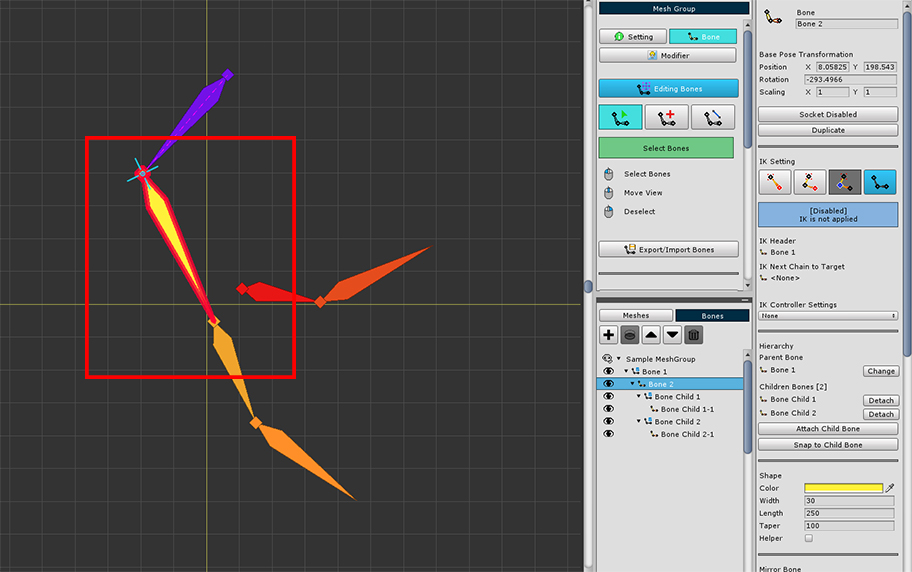 Mesh Group
Setting
Bone
Modifier
Editing Bones
Select Bones
Select Bones
Move View
Deselect
Export/Import Bones
Meshes
Bones
Sample MeshGroup
Bone 1
Bone 2
Bone Child 1
Bone Child 1-1
Bone Child 2
Bone Child 2-1
Bone
Bone 2
Base Pose Transformation
Position X 8.05825 Y 198.543
Rotation -293.4966
Scaling X 1 Y 1
Socket Disabled
Duplicate
IK Setting
[Disabled]
IK is not applied
IK Header
Bone 1
IK Next Chain to Target
<None>
IK Controller Settings
None
Hierarchy
Parent Bone
Bone 1 Change
Children Bones [2]
Bone Child 1 Detach
Bone Child 2 Detach
Attach Child Bone
Snap to Child Bone
Shape
Color
Width 30
Length 250
Taper 100
Helper
Mirror Bone